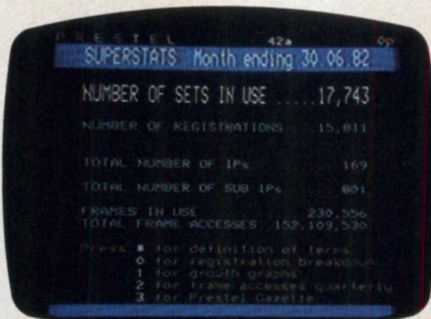 PRESTEL 42a 0p
SUPERSTATS Month ending 30.06.82
NUMBER OF SETS IN USE .....17,743
NUMBER OF REGISTRATIONS 15,811
TOTAL NUMBER OF IPs 169
TOTAL NUMBER OF SUB IPs 801
FRAMES IN USE 230,556
TOTAL FRAME ACCESSES 152,109,530
Press # for definition of terms
0 for registration breakdown
1 for growth graphs
2 for frame accesses quarterly
3 for Prestel Gazette